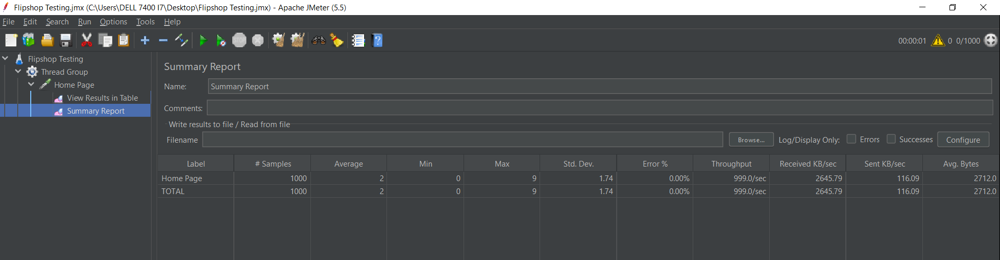 Flipshop Testing.jmx (C:\Users\DELL 7400 I7\Desktop\Flipshop Testing.jmx) - Apache JMeter (5.5)
File Edit Search Run Options Tools Help
STOP 00:00:01 0 0/1000
Flipshop Testing
Thread Group
Home Page
View Results in Table
Summary Report
Summary Report
Name: Summary Report
Comments:
Write results to file / Read from file
Filename Browse... Log/Display Only: Errors Successes Configure
Label # Samples Average Min Max Std. Dev. Error % Throughput Received KB/sec Sent KB/sec Avg. Bytes
Home Page 1000 2 0 9 1.74 0.00% 999.0/sec 2645.79 116.09 2712.0
TOTAL 1000 2 0 9 1.74 0.00% 999.0/sec 2645.79 116.09 2712.0